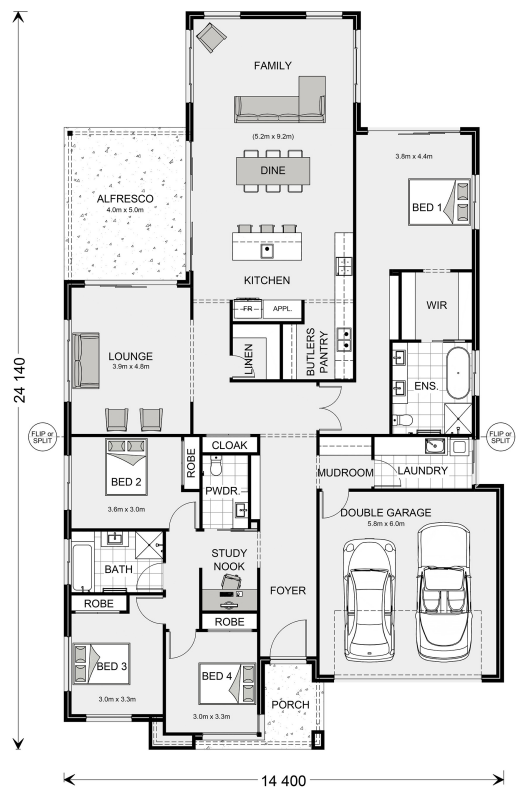 FAMILY
(5.2m x 9.2m)
DINE
3.8m x 4.4m
BED 1
ALFRESCO
4.0m x 5.0m
KITCHEN
FR
APPL.
WIR
LINEN
BUTLERS
PANTRY
LOUNGE
3.9m x 4.8m
ENS.
24 140
FLIP or
SPLIT
FLIP or
SPLIT
CLOAK
ROBE
BED 2
3.6m x 3.0m
PWDR.
MUDROOM
LAUNDRY
DOUBLE GARAGE
5.8m x 6.0m
BATH
STUDY
NOOK
FOYER
ROBE
ROBE
BED 3
3.0m x 3.3m
BED 4
3.0m x 3.3m
PORCH
14 400